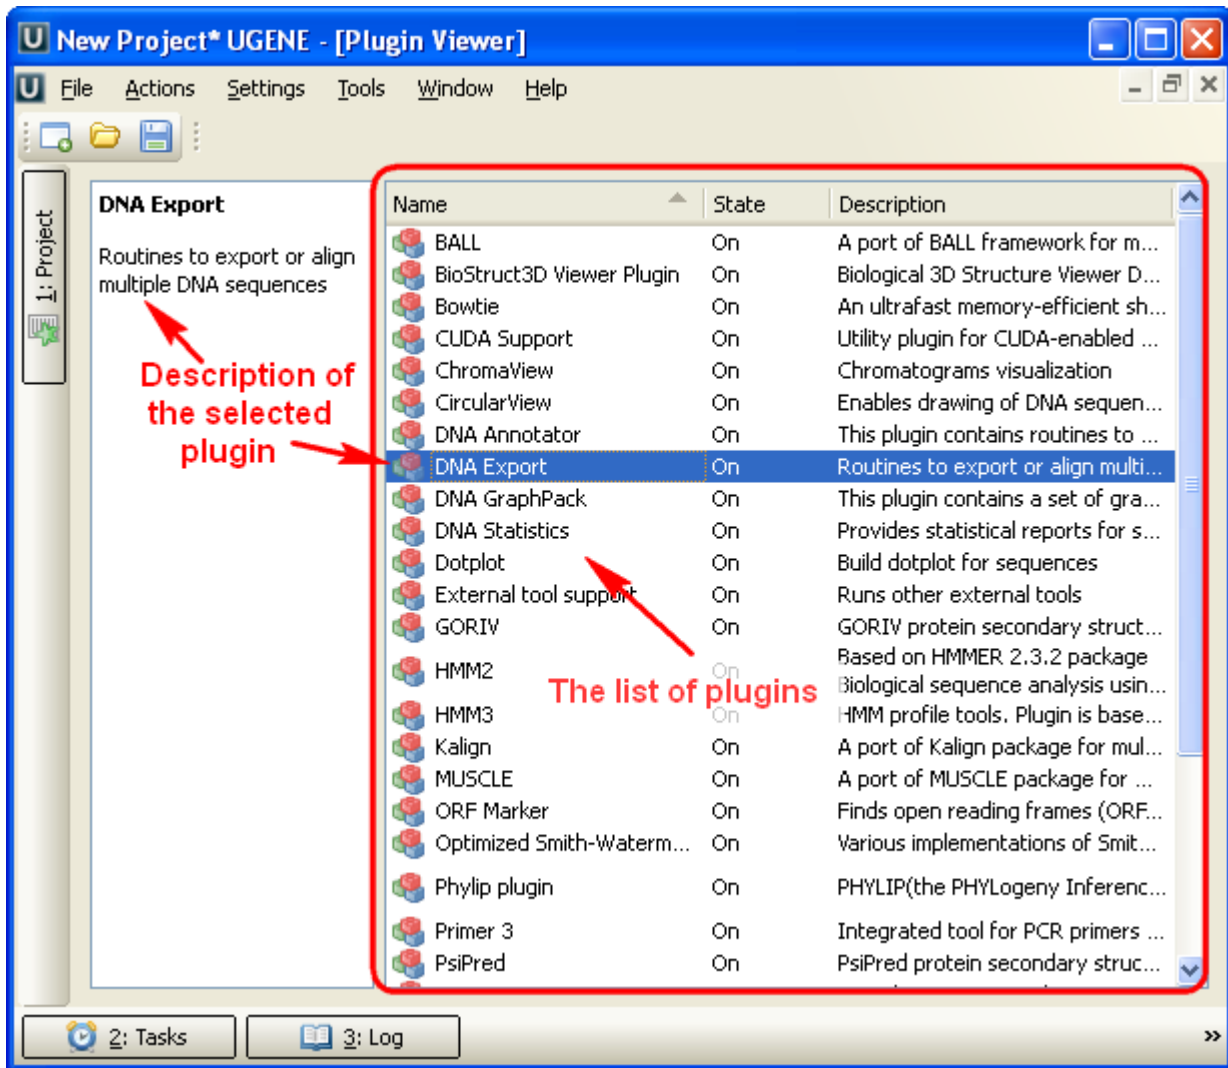 New Project* UGENE - [Plugin Viewer]
File Actions Settings Tools Window Help
1: Project
DNA Export
Routines to export or align
multiple DNA sequences
Description of
the selected
plugin
Name State Description
BALL On A port of BALL framework for m...
BioStruct3D Viewer Plugin On Biological 3D Structure Viewer D...
Bowtie On An ultrafast memory-efficient sh...
CUDA Support On Utility plugin for CUDA-enabled ...
ChromaView On Chromatograms visualization
CircularView On Enables drawing of DNA sequen...
DNA Annotator On This plugin contains routines to ...
DNA Export On Routines to export or align multi...
DNA GraphPack On This plugin contains a set of gra...
DNA Statistics On Provides statistical reports for s...
Dotplot On Build dotplot for sequences
External tool support On Runs other external tools
GORIV On GORIV protein secondary struct...
HMM2 On Based on HMMER 2.3.2 package
Biological sequence analysis usin...
The list of plugins
HMM3 On HMM profile tools. Plugin is base...
Kalign On A port of Kalign package for mul...
MUSCLE On A port of MUSCLE package for ...
ORF Marker On Finds open reading frames (ORF...
Optimized Smith-Waterm... On Various implementations of Smit...
Phylip plugin On PHYLIP(the PHYLogeny Inferenc...
Primer 3 On Integrated tool for PCR primers ...
PsiPred On PsiPred protein secondary struc...
2: Tasks 3: Log »